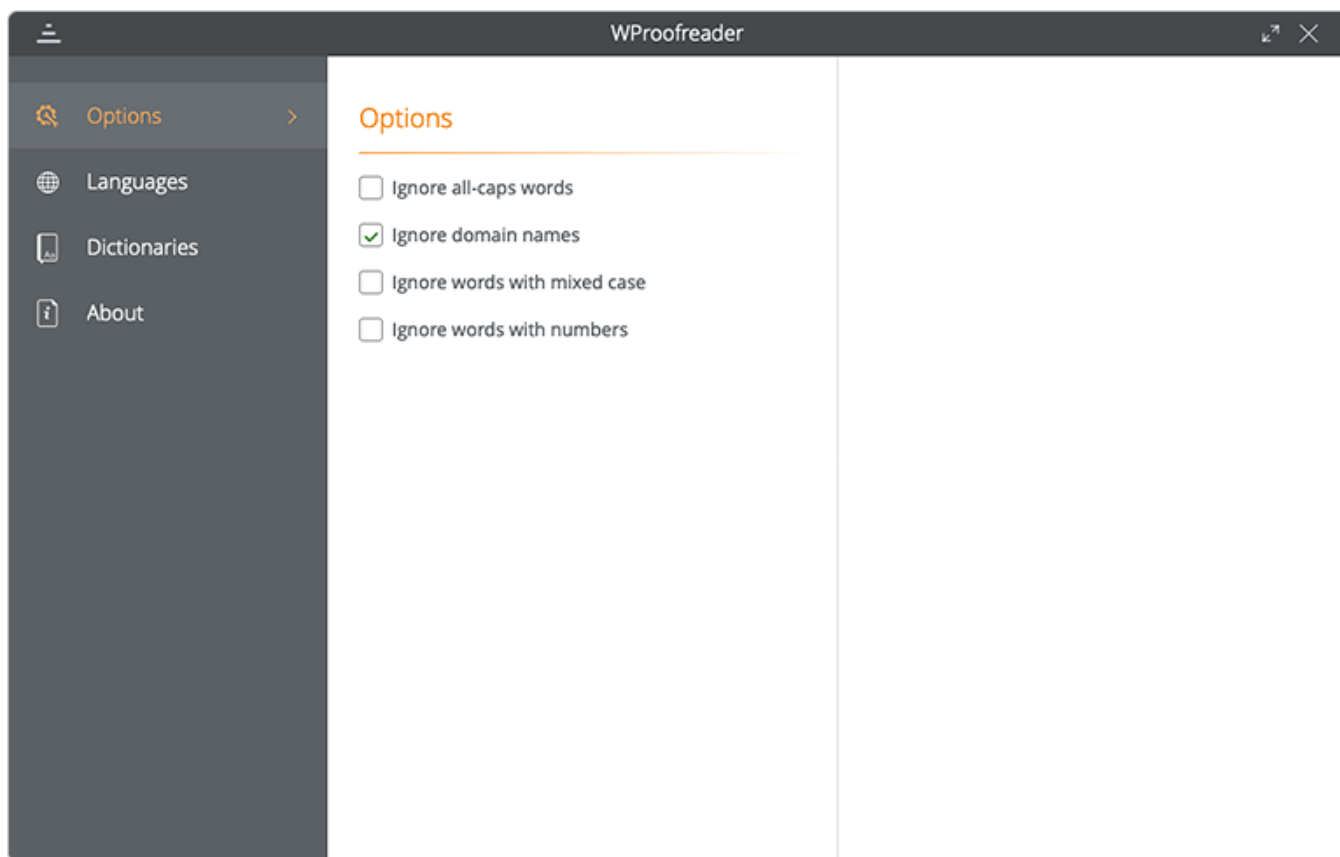 WProofreader
Options
Languages
Dictionaries
About
Options
Ignore all-caps words
Ignore domain names
Ignore words with mixed case
Ignore words with numbers